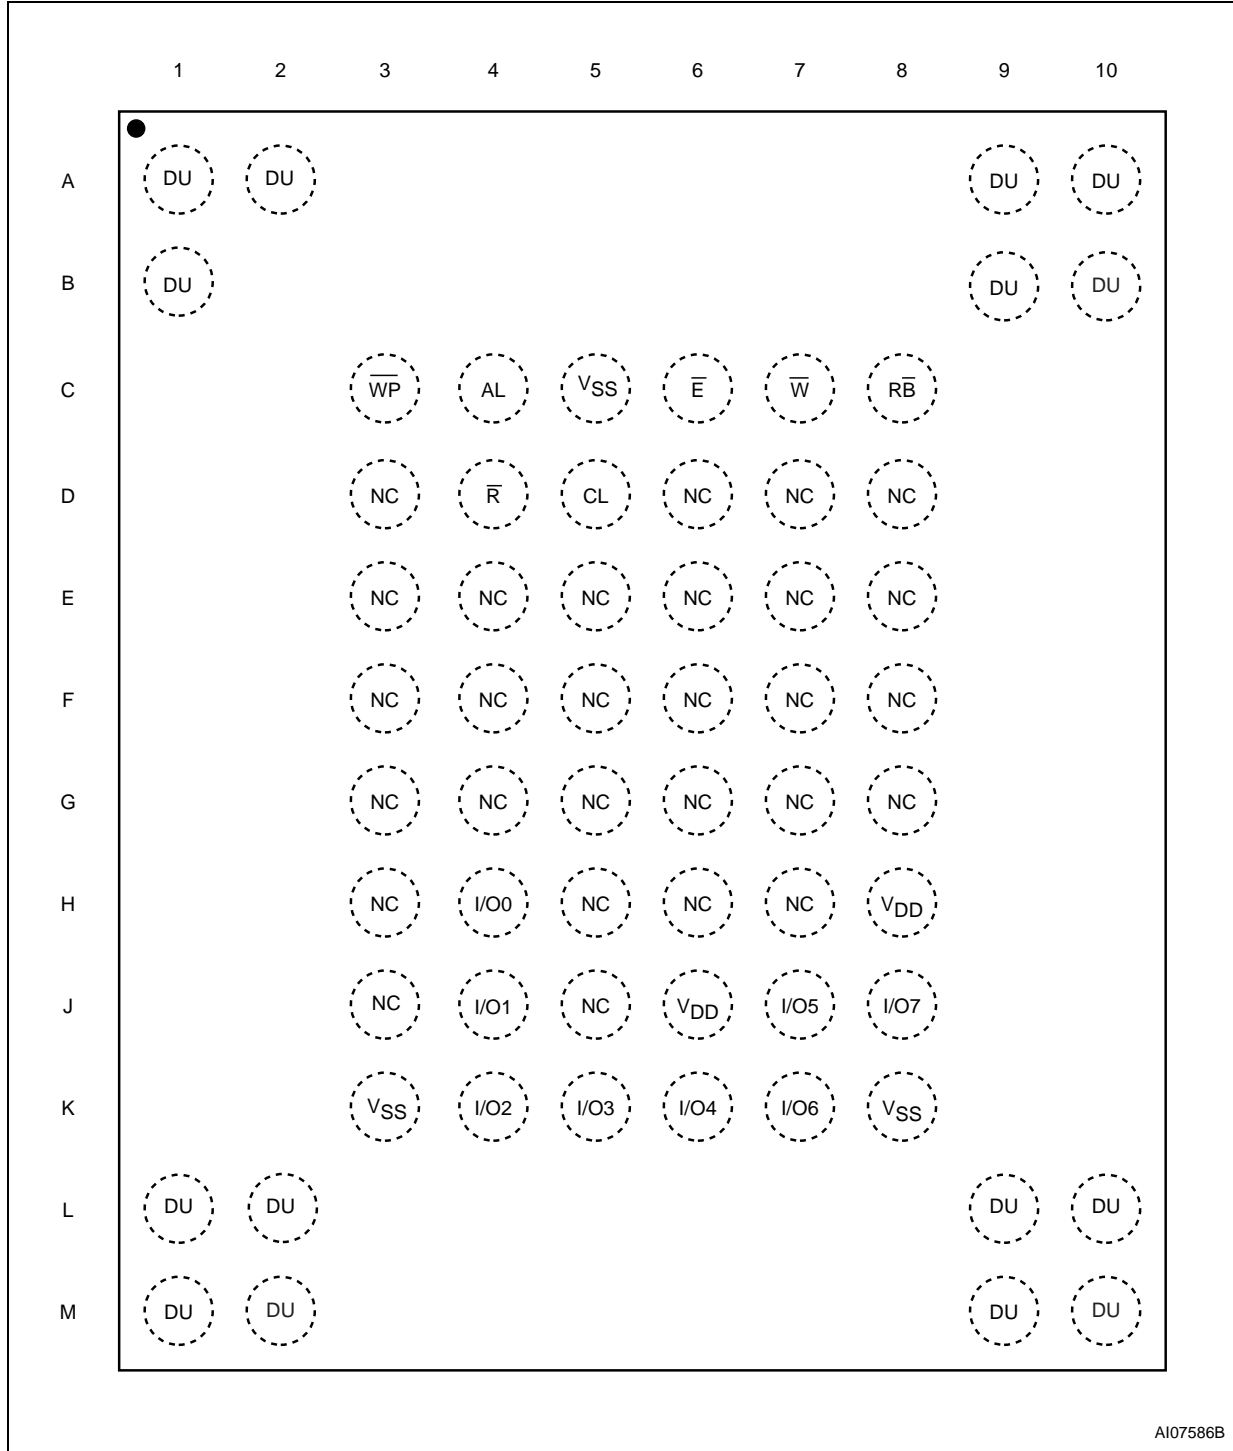 1 2 3 4 5 6 7 8 9 10
A DU DU DU DU
B DU DU DU
C W̅P̅ AL VSS E̅ W̅ RB̅
D NC R̅ CL NC NC NC
E NC NC NC NC NC NC
F NC NC NC NC NC NC
G NC NC NC NC NC NC
H NC I/O0 NC NC NC VDD
J NC I/O1 NC VDD I/O5 I/O7
K VSS I/O2 I/O3 I/O4 I/O6 VSS
L DU DU DU DU
M DU DU DU DU
AI07586B